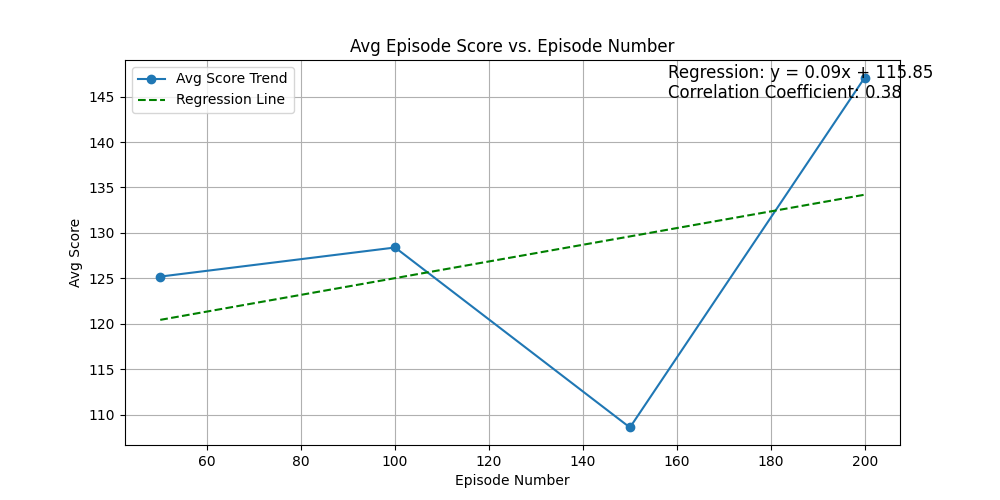 Avg Episode Score vs. Episode Number
Avg Score Trend
Regression Line
Regression: y = 0.09x + 115.85
Correlation Coefficient: 0.38
145
140
135
130
125
120
115
110
Avg Score
60 80 100 120 140 160 180 200
Episode Number